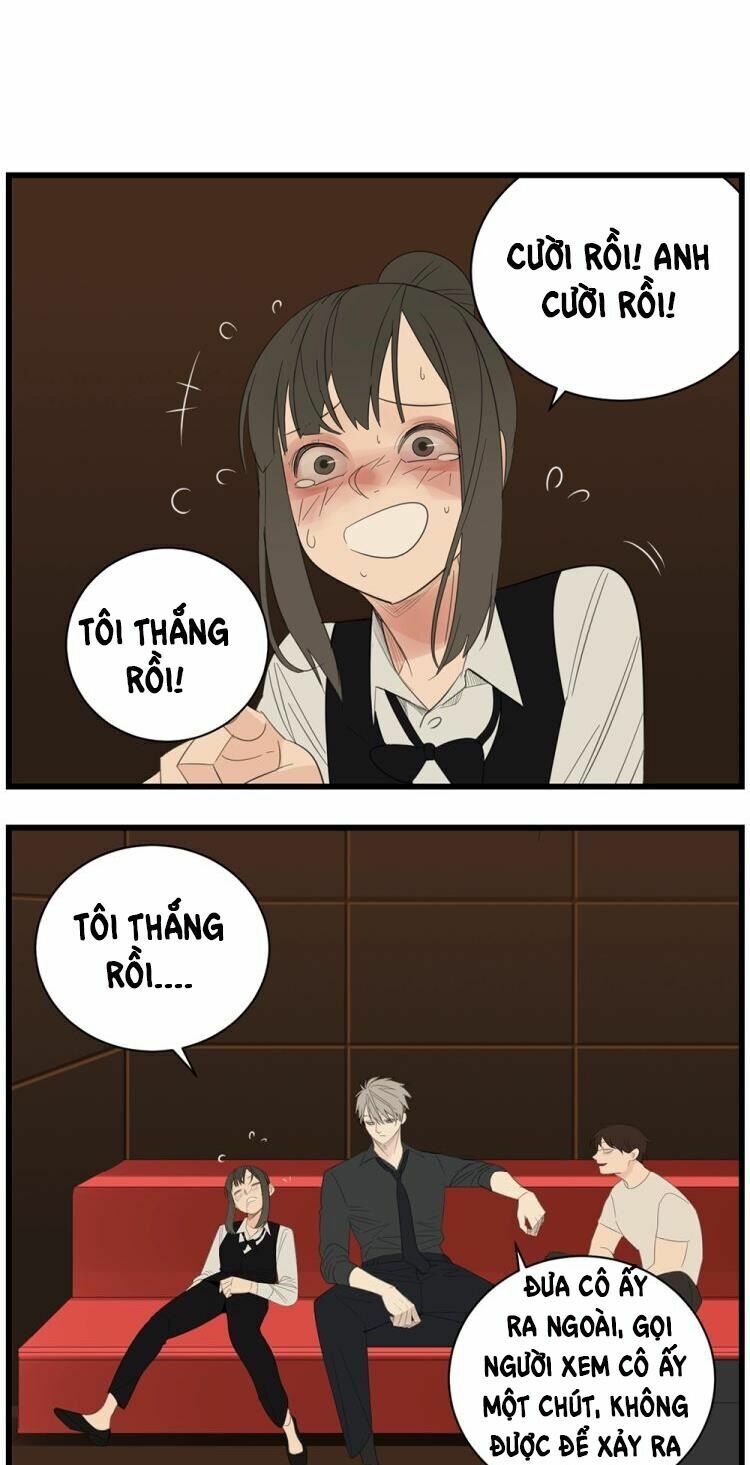 CƯỜI RỒI! ANH
CƯỜI RỒI!
TÔI THẮNG
RỒI!
TÔI THẮNG
RỒI....
ĐƯA CÔ ẤY
RA NGOÀI, GỌI
NGƯỜI XEM CÔ ẤY
MỘT CHÚT, KHÔNG
ĐƯỢC ĐỂ XẢY RA